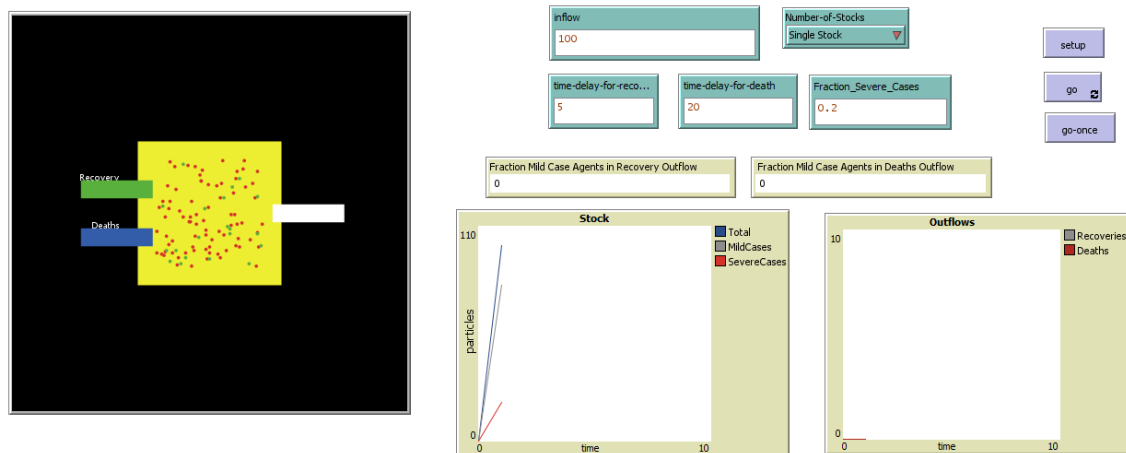 Recovery
Deaths
inflow
100
Number-of-Stocks
Single Stock
setup
time-delay-for-reco...
5
time-delay-for-death
20
Fraction_Severe_Cases
0.2
go
go-once
Fraction Mild Case Agents in Recovery Outflow
0
Fraction Mild Case Agents in Deaths Outflow
0
Stock
110
particles
0
0
time
10
Total
MildCases
SevereCases
Outflows
10
0
0
time
10
Recoveries
Deaths